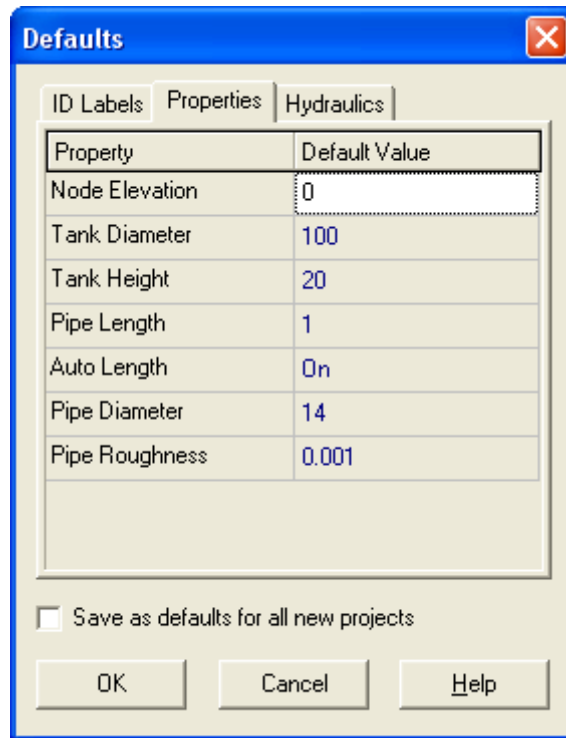 Defaults
ID Labels Properties Hydraulics
Property Default Value
Node Elevation 0
Tank Diameter 100
Tank Height 20
Pipe Length 1
Auto Length On
Pipe Diameter 14
Pipe Roughness 0.001
Save as defaults for all new projects
OK Cancel Help